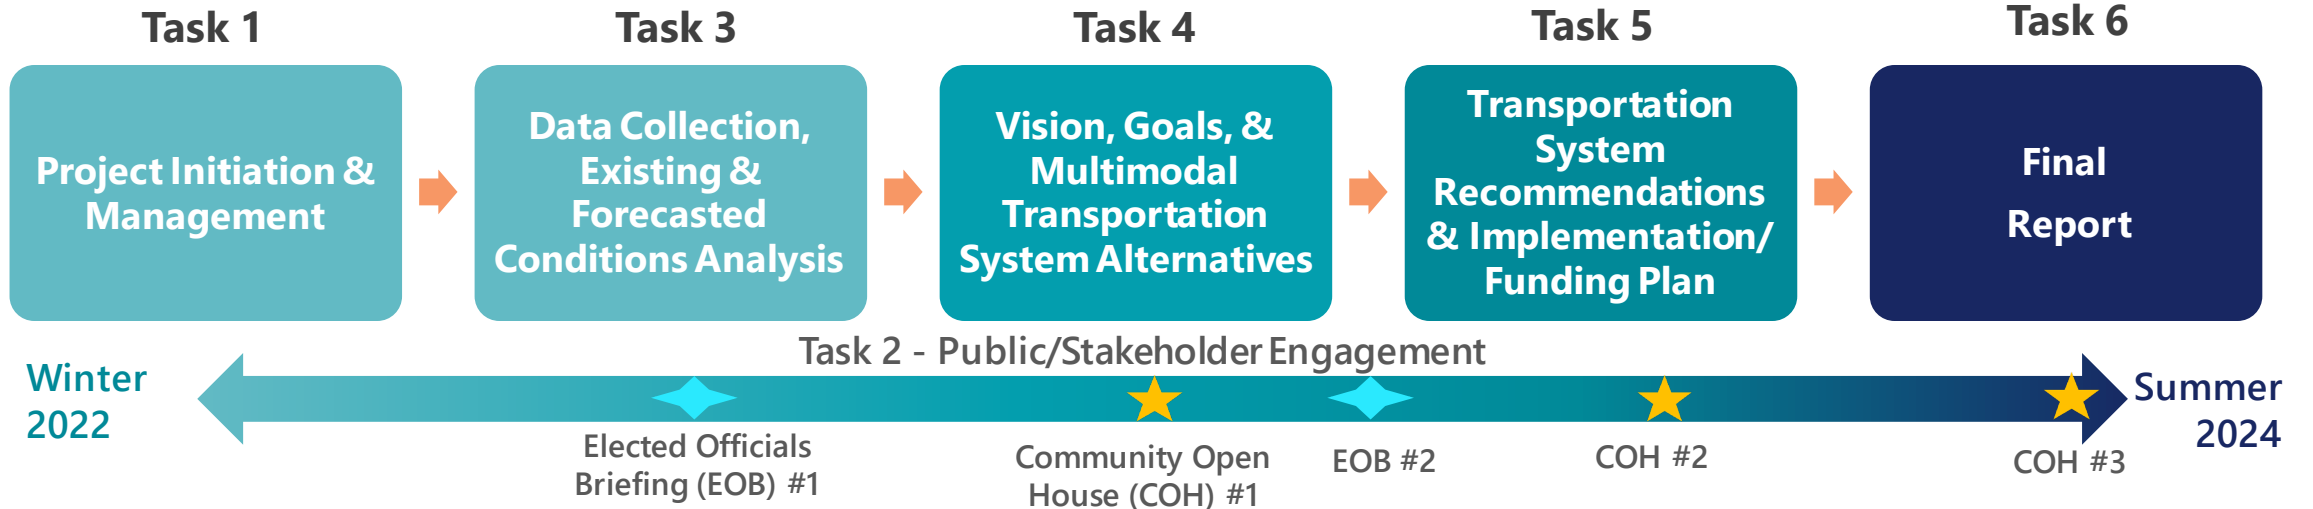 Task 1
Project Initiation &
Management
Task 3
Data Collection,
Existing &
Forecasted
Conditions Analysis
Task 4
Vision, Goals, &
Multimodal
Transportation
System Alternatives
Task 5
Transportation
System
Recommendations
& Implementation/
Funding Plan
Task 6
Final
Report
Task 2 - Public/Stakeholder Engagement
Winter
2022
Elected Officials
Briefing (EOB) #1
Community Open
House (COH) #1
EOB #2
COH #2
COH #3
Summer
2024